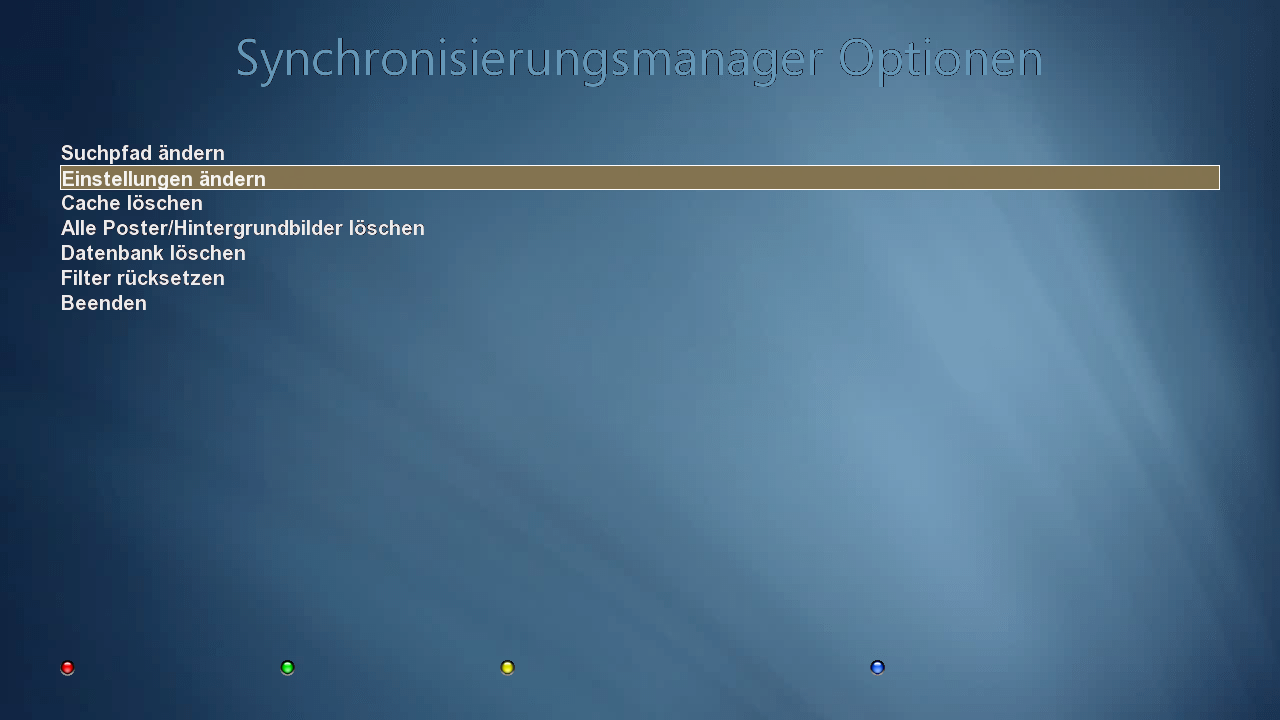 Synchronisierungsmanager Optionen
Suchpfad ändern
Einstellungen ändern
Cache löschen
Alle Poster/Hintergrundbilder löschen
Datenbank löschen
Filter rücksetzen
Beenden